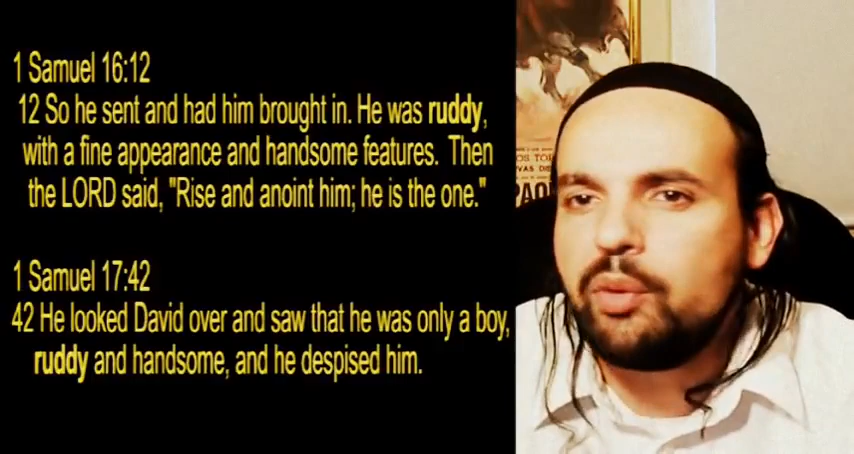 1 Samuel 16:12
12 So he sent and had him brought in. He was ruddy,
with a fine appearance and handsome features. Then
the LORD said, "Rise and anoint him; he is the one."
1 Samuel 17:42
42 He looked David over and saw that he was only a boy,
ruddy and handsome, and he despised him.